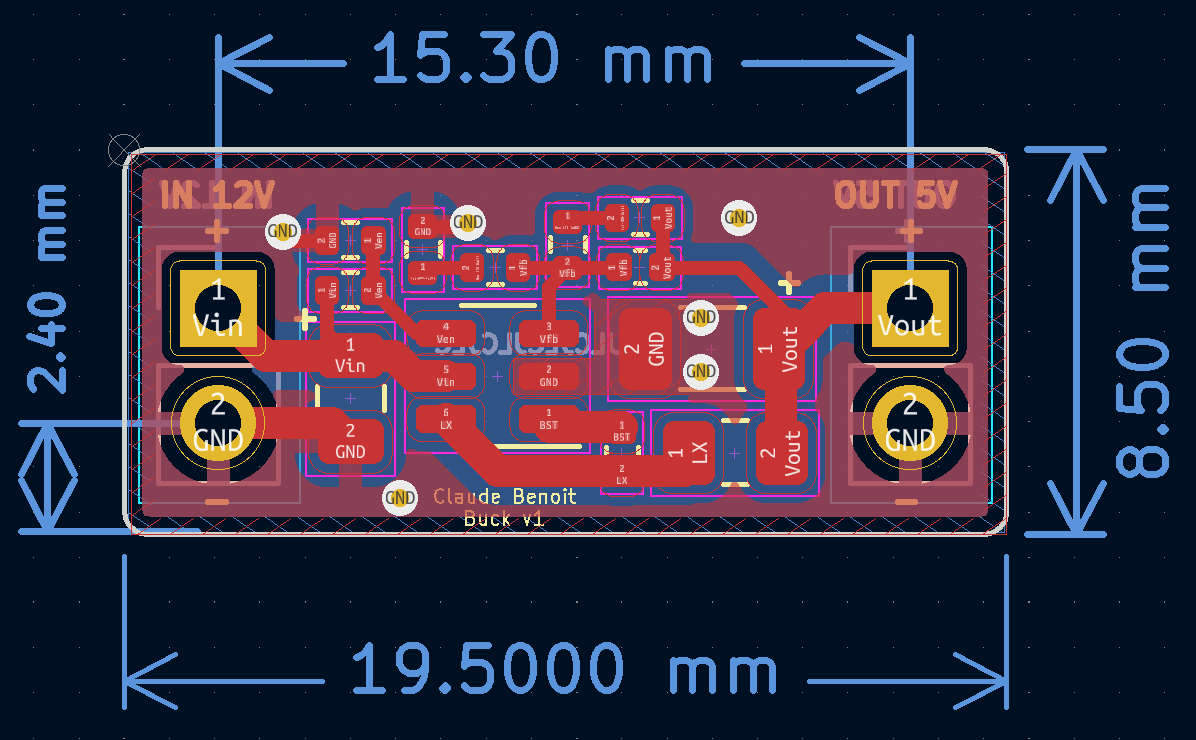 15.30 mm
IN 12V
OUT 5V
2.40 mm
8.50 mm
GND
GND
GND
2
GND
1
Ven
2
GND
1
2
1
Vfb
1
2
Vfb
2
1
Vout
1
Vfb
2
Vout
1
Vin
2
Ven
1
Vin
1
Vout
1
Vin
4
Ven
3
Vfb
GND
2
GND
1
Vout
5
Vin
2
GND
GND
2
GND
2
GND
2
GND
6
LX
1
BST
1
BST
2
LX
1
LX
2
Vout
GND
Claude Benoit
Buck v1
19.5000 mm